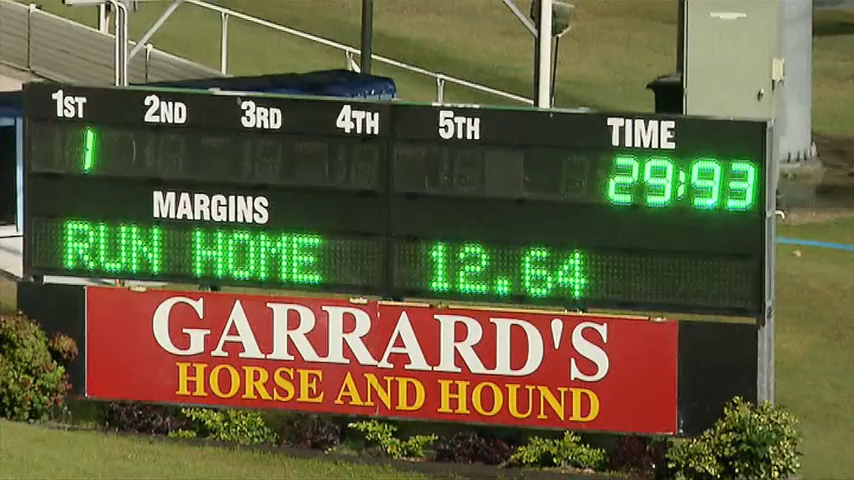 1ST 2ND 3RD 4TH 5TH TIME
1 29:93
MARGINS
RUN HOME 12.64
GARRARD'S
HORSE AND HOUND